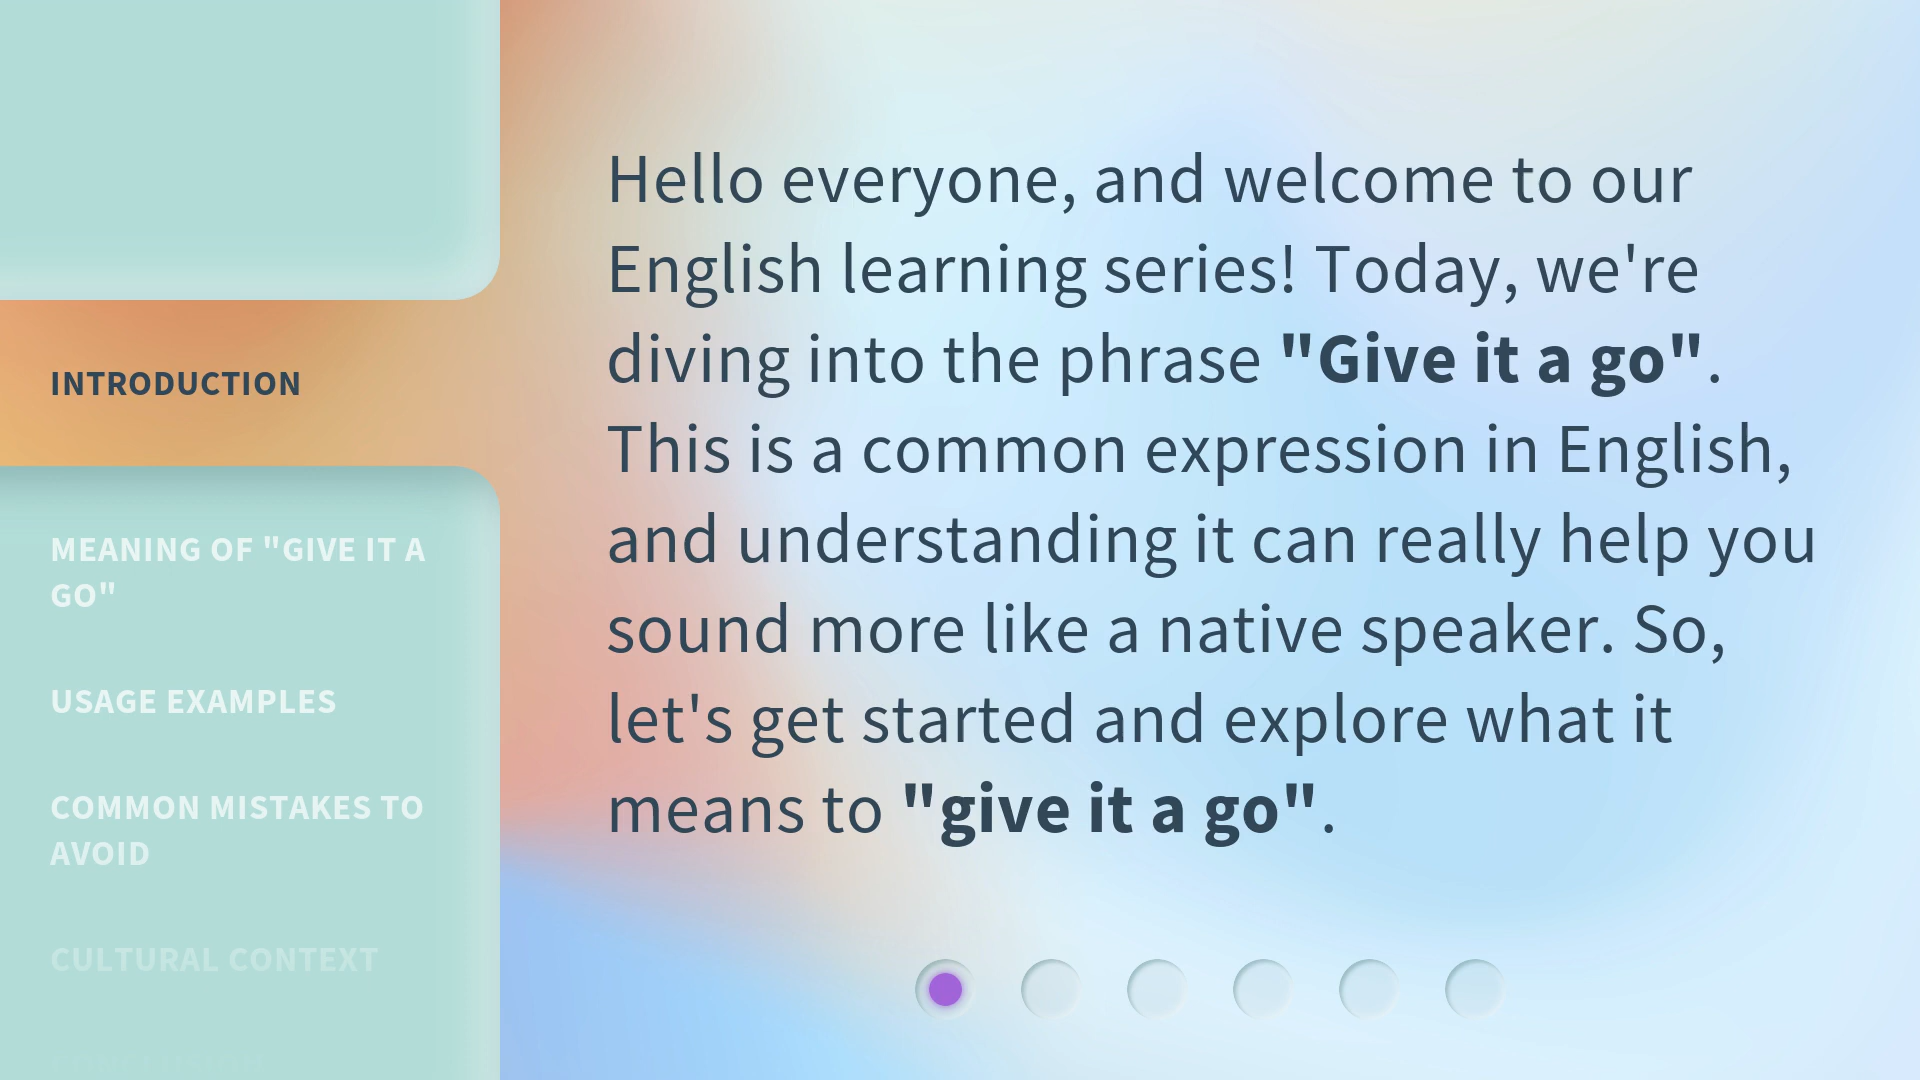 INTRODUCTION
MEANING OF "GIVE IT A
GO"
USAGE EXAMPLES
COMMON MISTAKES TO
AVOID
CULTURAL CONTEXT
Hello everyone, and welcome to our
English learning series! Today, we're
diving into the phrase "Give it a go".
This is a common expression in English,
and understanding it can really help you
sound more like a native speaker. So,
let's get started and explore what it
means to "give it a go".